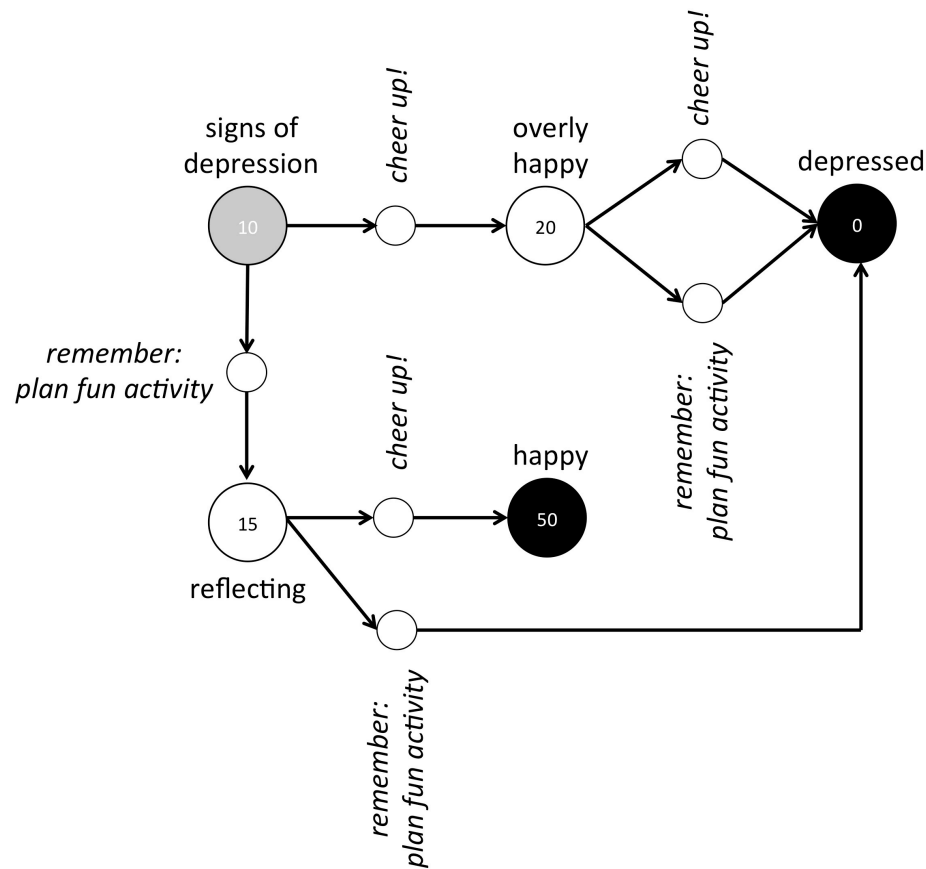 cheer up!
cheer up!
signs of
depression
overly
happy
depressed
10
20
0
remember:
plan fun activity
cheer up!
remember:
plan fun activity
happy
15
50
reflecting
remember:
plan fun activity